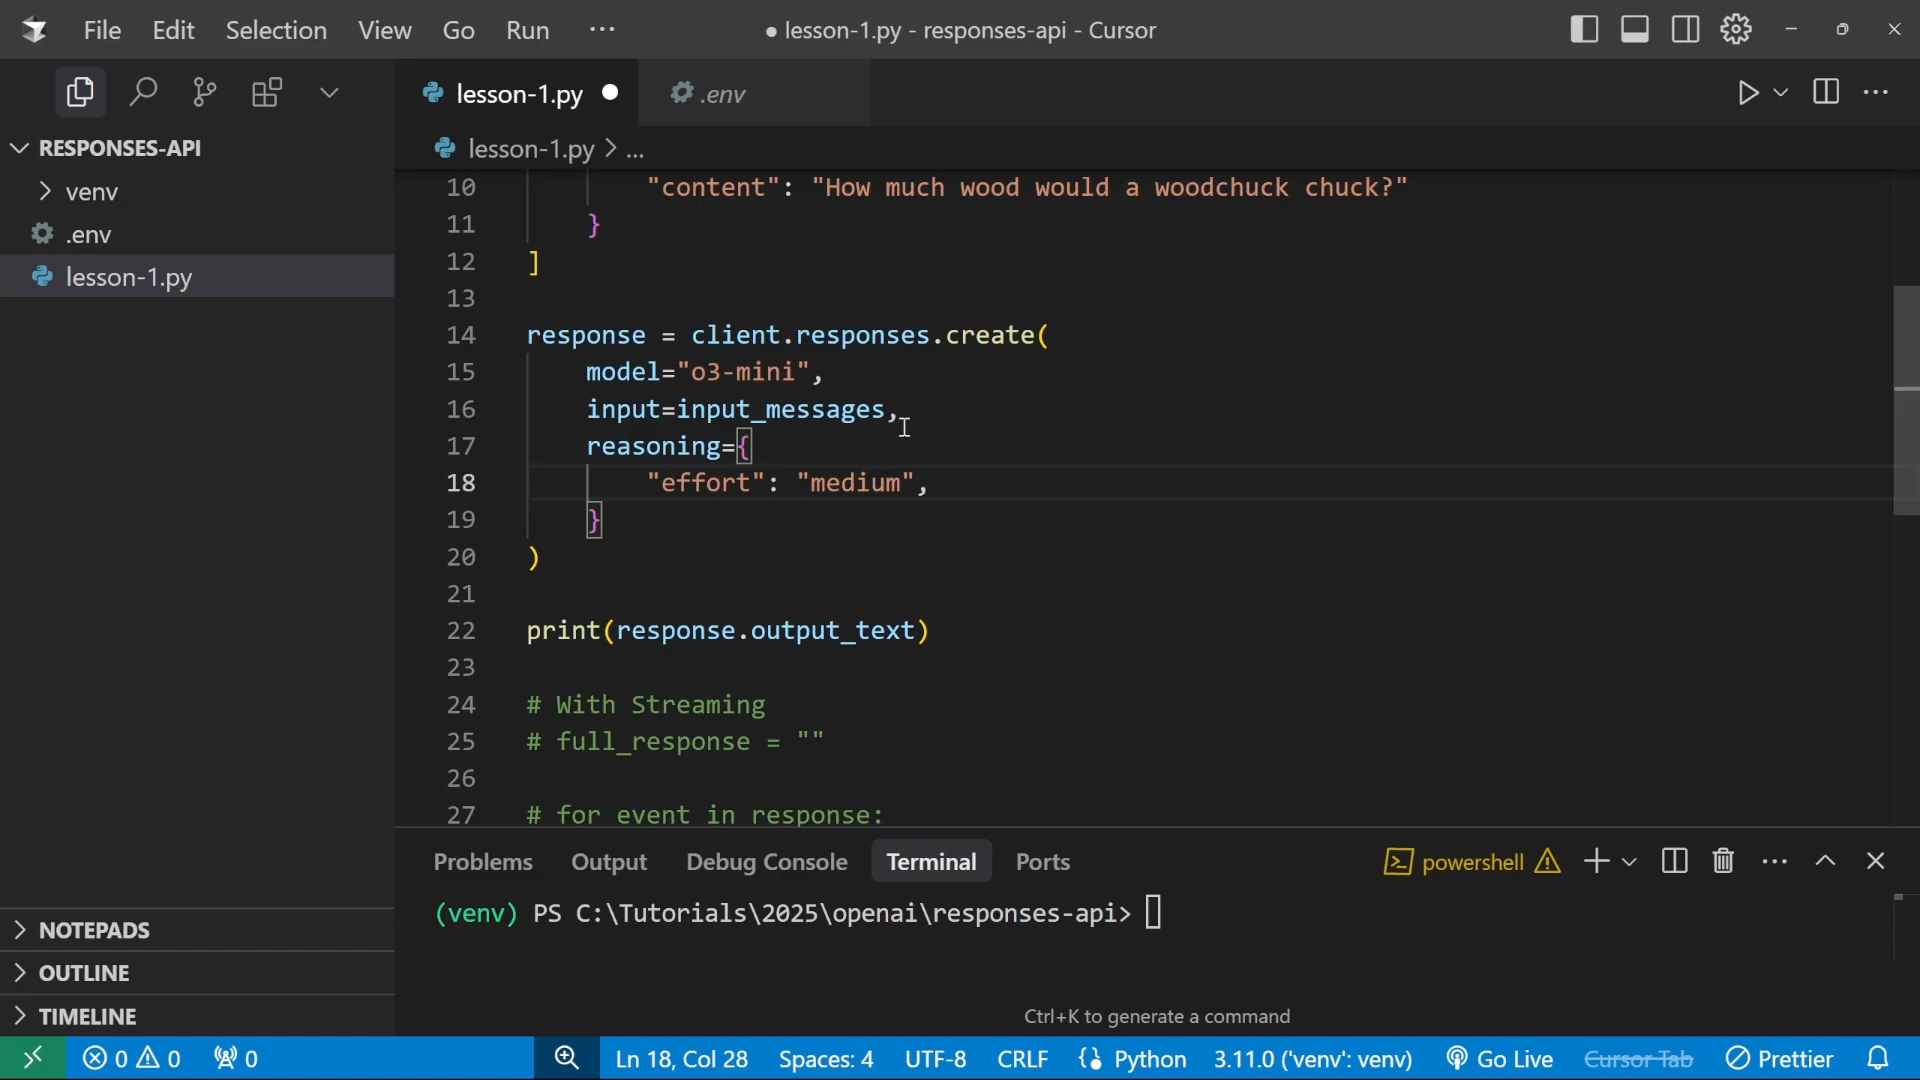 File Edit Selection View Go Run ··· ● lesson-1.py - responses-api - Cursor
lesson-1.py .env
RESPONSES-API
venv
.env
lesson-1.py
lesson-1.py > ...
10 "content": "How much wood would a woodchuck chuck?"
11 }
12 ]
13
14 response = client.responses.create(
15 model="o3-mini",
16 input=input_messages,
17 reasoning={
18 "effort": "medium",
19 }
20 )
21
22 print(response.output_text)
23
24 # With Streaming
25 # full_response = ""
26
27 # for event in response:
Problems Output Debug Console Terminal Ports powershell
(venv) PS C:\Tutorials\2025\openai\responses-api>
Ctrl+K to generate a command
NOTEPADS
OUTLINE
TIMELINE
0 0 0 Ln 18, Col 28 Spaces: 4 UTF-8 CRLF {} Python 3.11.0 ('venv': venv) Go Live Cursor Tab Prettier